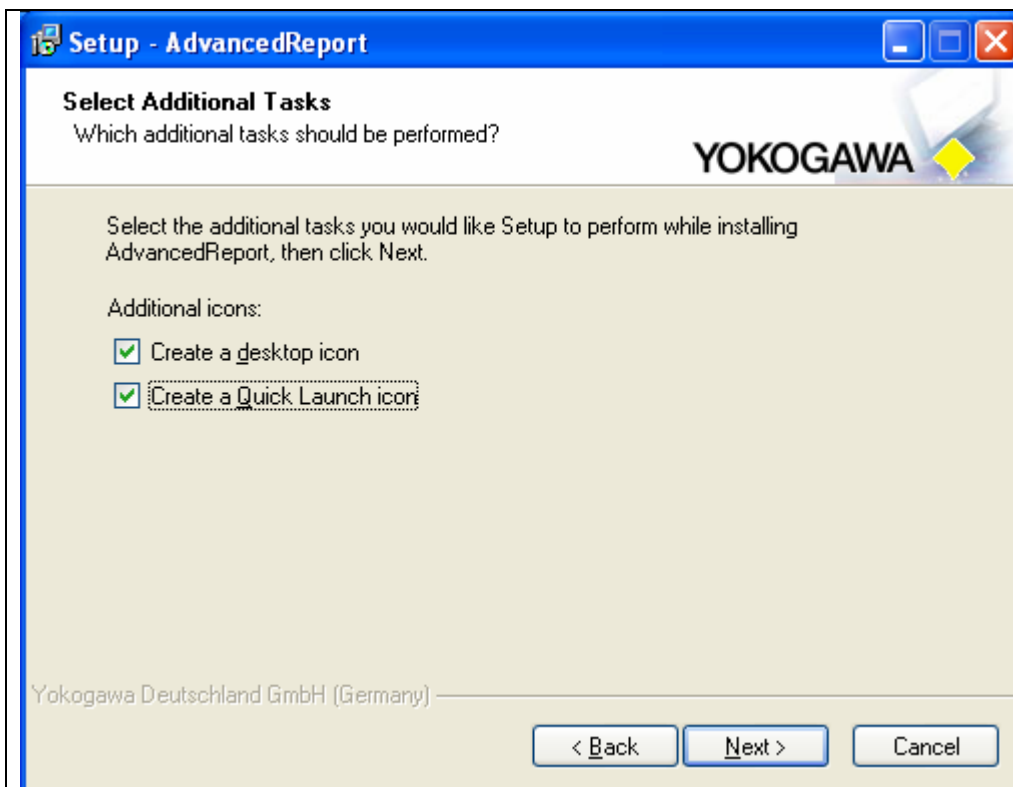 Setup - AdvancedReport
Select Additional Tasks
Which additional tasks should be performed?
YOKOGAWA
Select the additional tasks you would like Setup to perform while installing
AdvancedReport, then click Next.
Additional icons:
Create a desktop icon
Create a Quick Launch icon
Yokogawa Deutschland GmbH (Germany)
< Back
Next >
Cancel